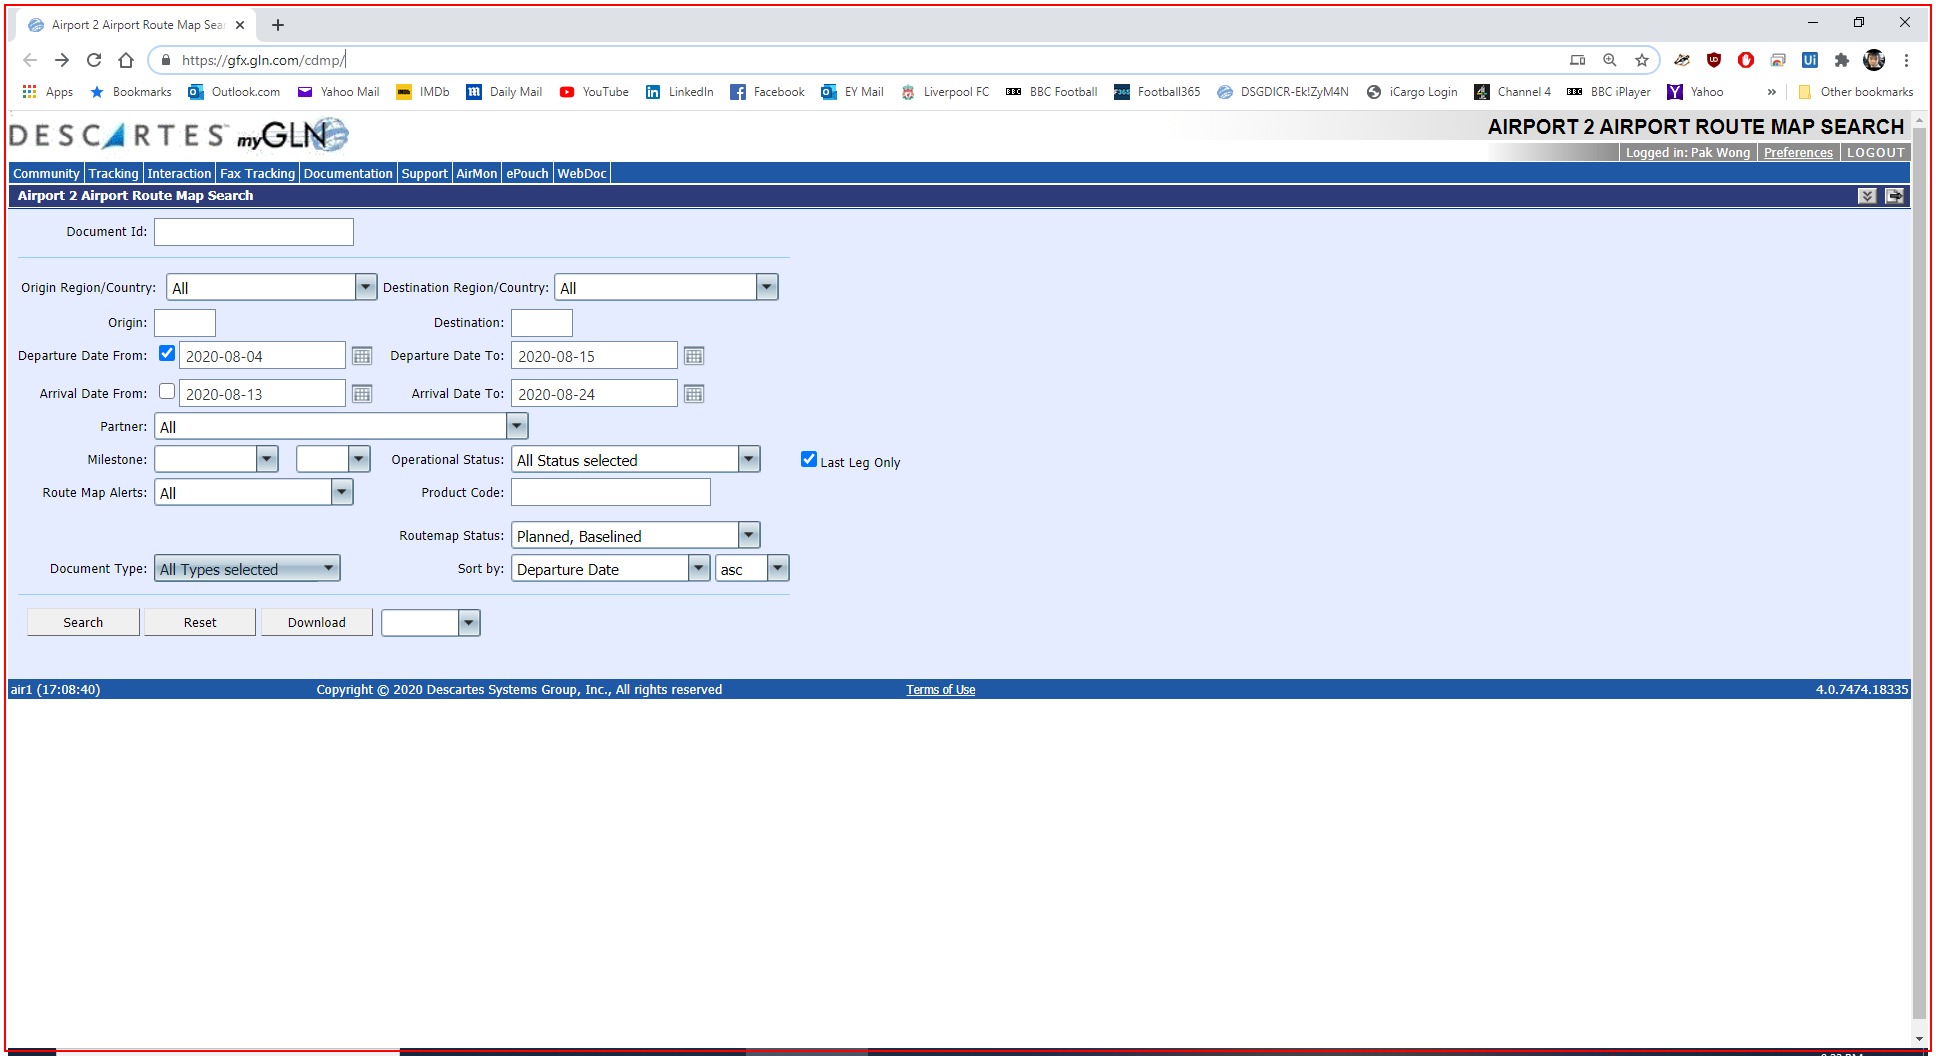 Airport 2 Airport Route Map Sear
https://gfx.gln.com/cdmp/
Apps Bookmarks Outlook.com Yahoo Mail IMDb Daily Mail YouTube LinkedIn Facebook EY Mail Liverpool FC BBC Football Football365 DSGDICR-Ek!ZyM4N iCargo Login Channel 4 BBC iPlayer Yahoo » Other bookmarks
DESCARTES™ myGLN
AIRPORT 2 AIRPORT ROUTE MAP SEARCH
Logged in: Pak Wong Preferences LOGOUT
Community Tracking Interaction Fax Tracking Documentation Support AirMon ePouch WebDoc
Airport 2 Airport Route Map Search
Document Id:
Origin Region/Country: All Destination Region/Country: All
Origin: Destination:
Departure Date From: 2020-08-04 Departure Date To: 2020-08-15
Arrival Date From: 2020-08-13 Arrival Date To: 2020-08-24
Partner: All
Milestone: Operational Status: All Status selected Last Leg Only
Route Map Alerts: All Product Code:
Routemap Status: Planned, Baselined
Document Type: All Types selected Sort by: Departure Date asc
Search Reset Download
air1 (17:08:40) Copyright © 2020 Descartes Systems Group, Inc., All rights reserved Terms of Use 4.0.7474.18335